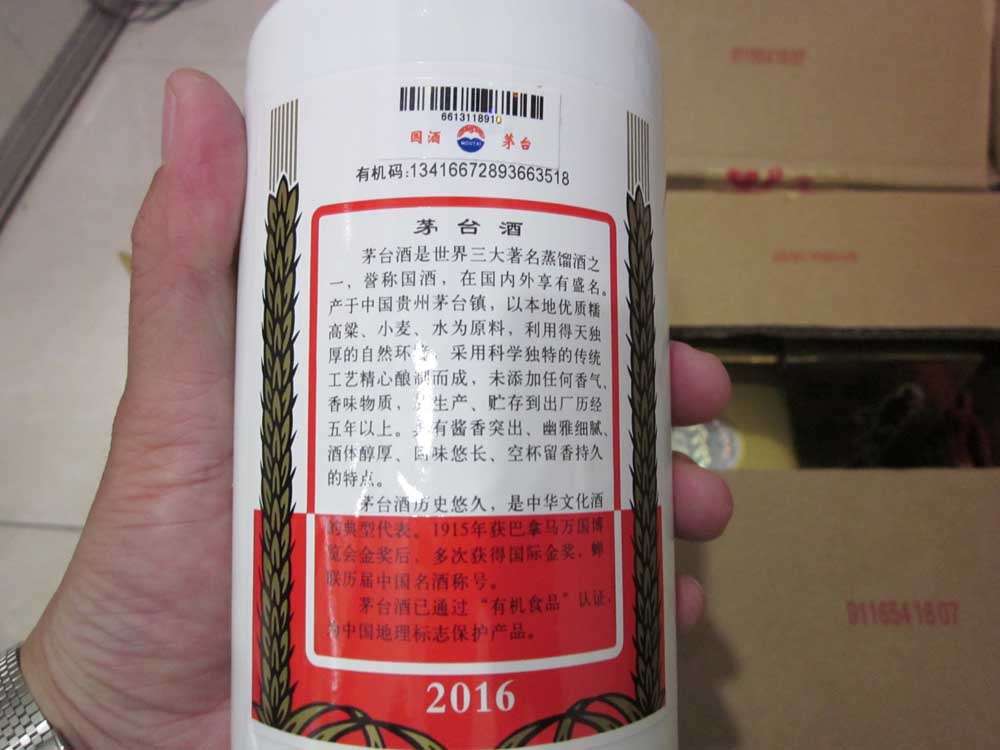 6613118910
国酒 MOUTAI 茅台
有机码:13416672893663518
茅台酒
茅台酒是世界三大著名蒸馏酒之
一，誉称国酒，在国内外享有盛名。
产于中国贵州茅台镇，以本地优质糯
高粱、小麦、水为原料，利用得天独
厚的自然环 采用科学独特的传统
工艺精心酿制而成，未添加任何香气、
香味物质， 生产、贮存到出厂历经
五年以上。具有酱香突出、幽雅细腻、
酒体醇厚、回味悠长、空杯留香持久
的特点。
茅台酒历史悠久，是中华文化酒
的典型代表。1915年获巴拿马万国博
览会金奖后，多次获得国际金奖，蝉
联历届中国名酒称号。
茅台酒已通过“有机食品”认证，
为中国地理标志保护产品。
2016
9116541607